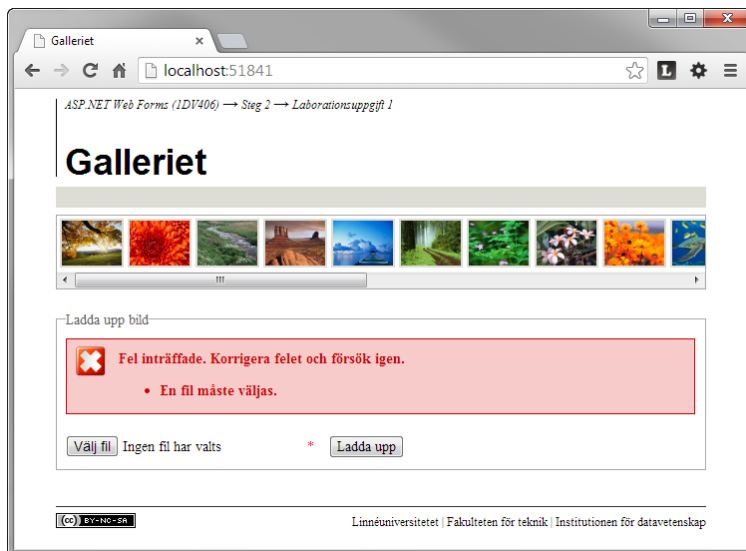 Galleriet
localhost:51841
ASP.NET Web Forms (1DV406) → Steg 2 → Laborationsuppgift 1
Galleriet
Ladda upp bild
Fel inträffade. Korrigera felet och försök igen.
• En fil måste väljas.
Välj fil Ingen fil har valts * Ladda upp
(cc) BY-NC-SA Linnéuniversitetet | Fakulteten för teknik | Institutionen för datavetenskap